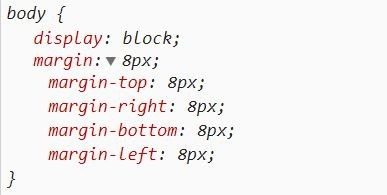 body {
display: block;
margin:▼ 8px;
margin-top: 8px;
margin-right: 8px;
margin-bottom: 8px;
margin-left: 8px;
}